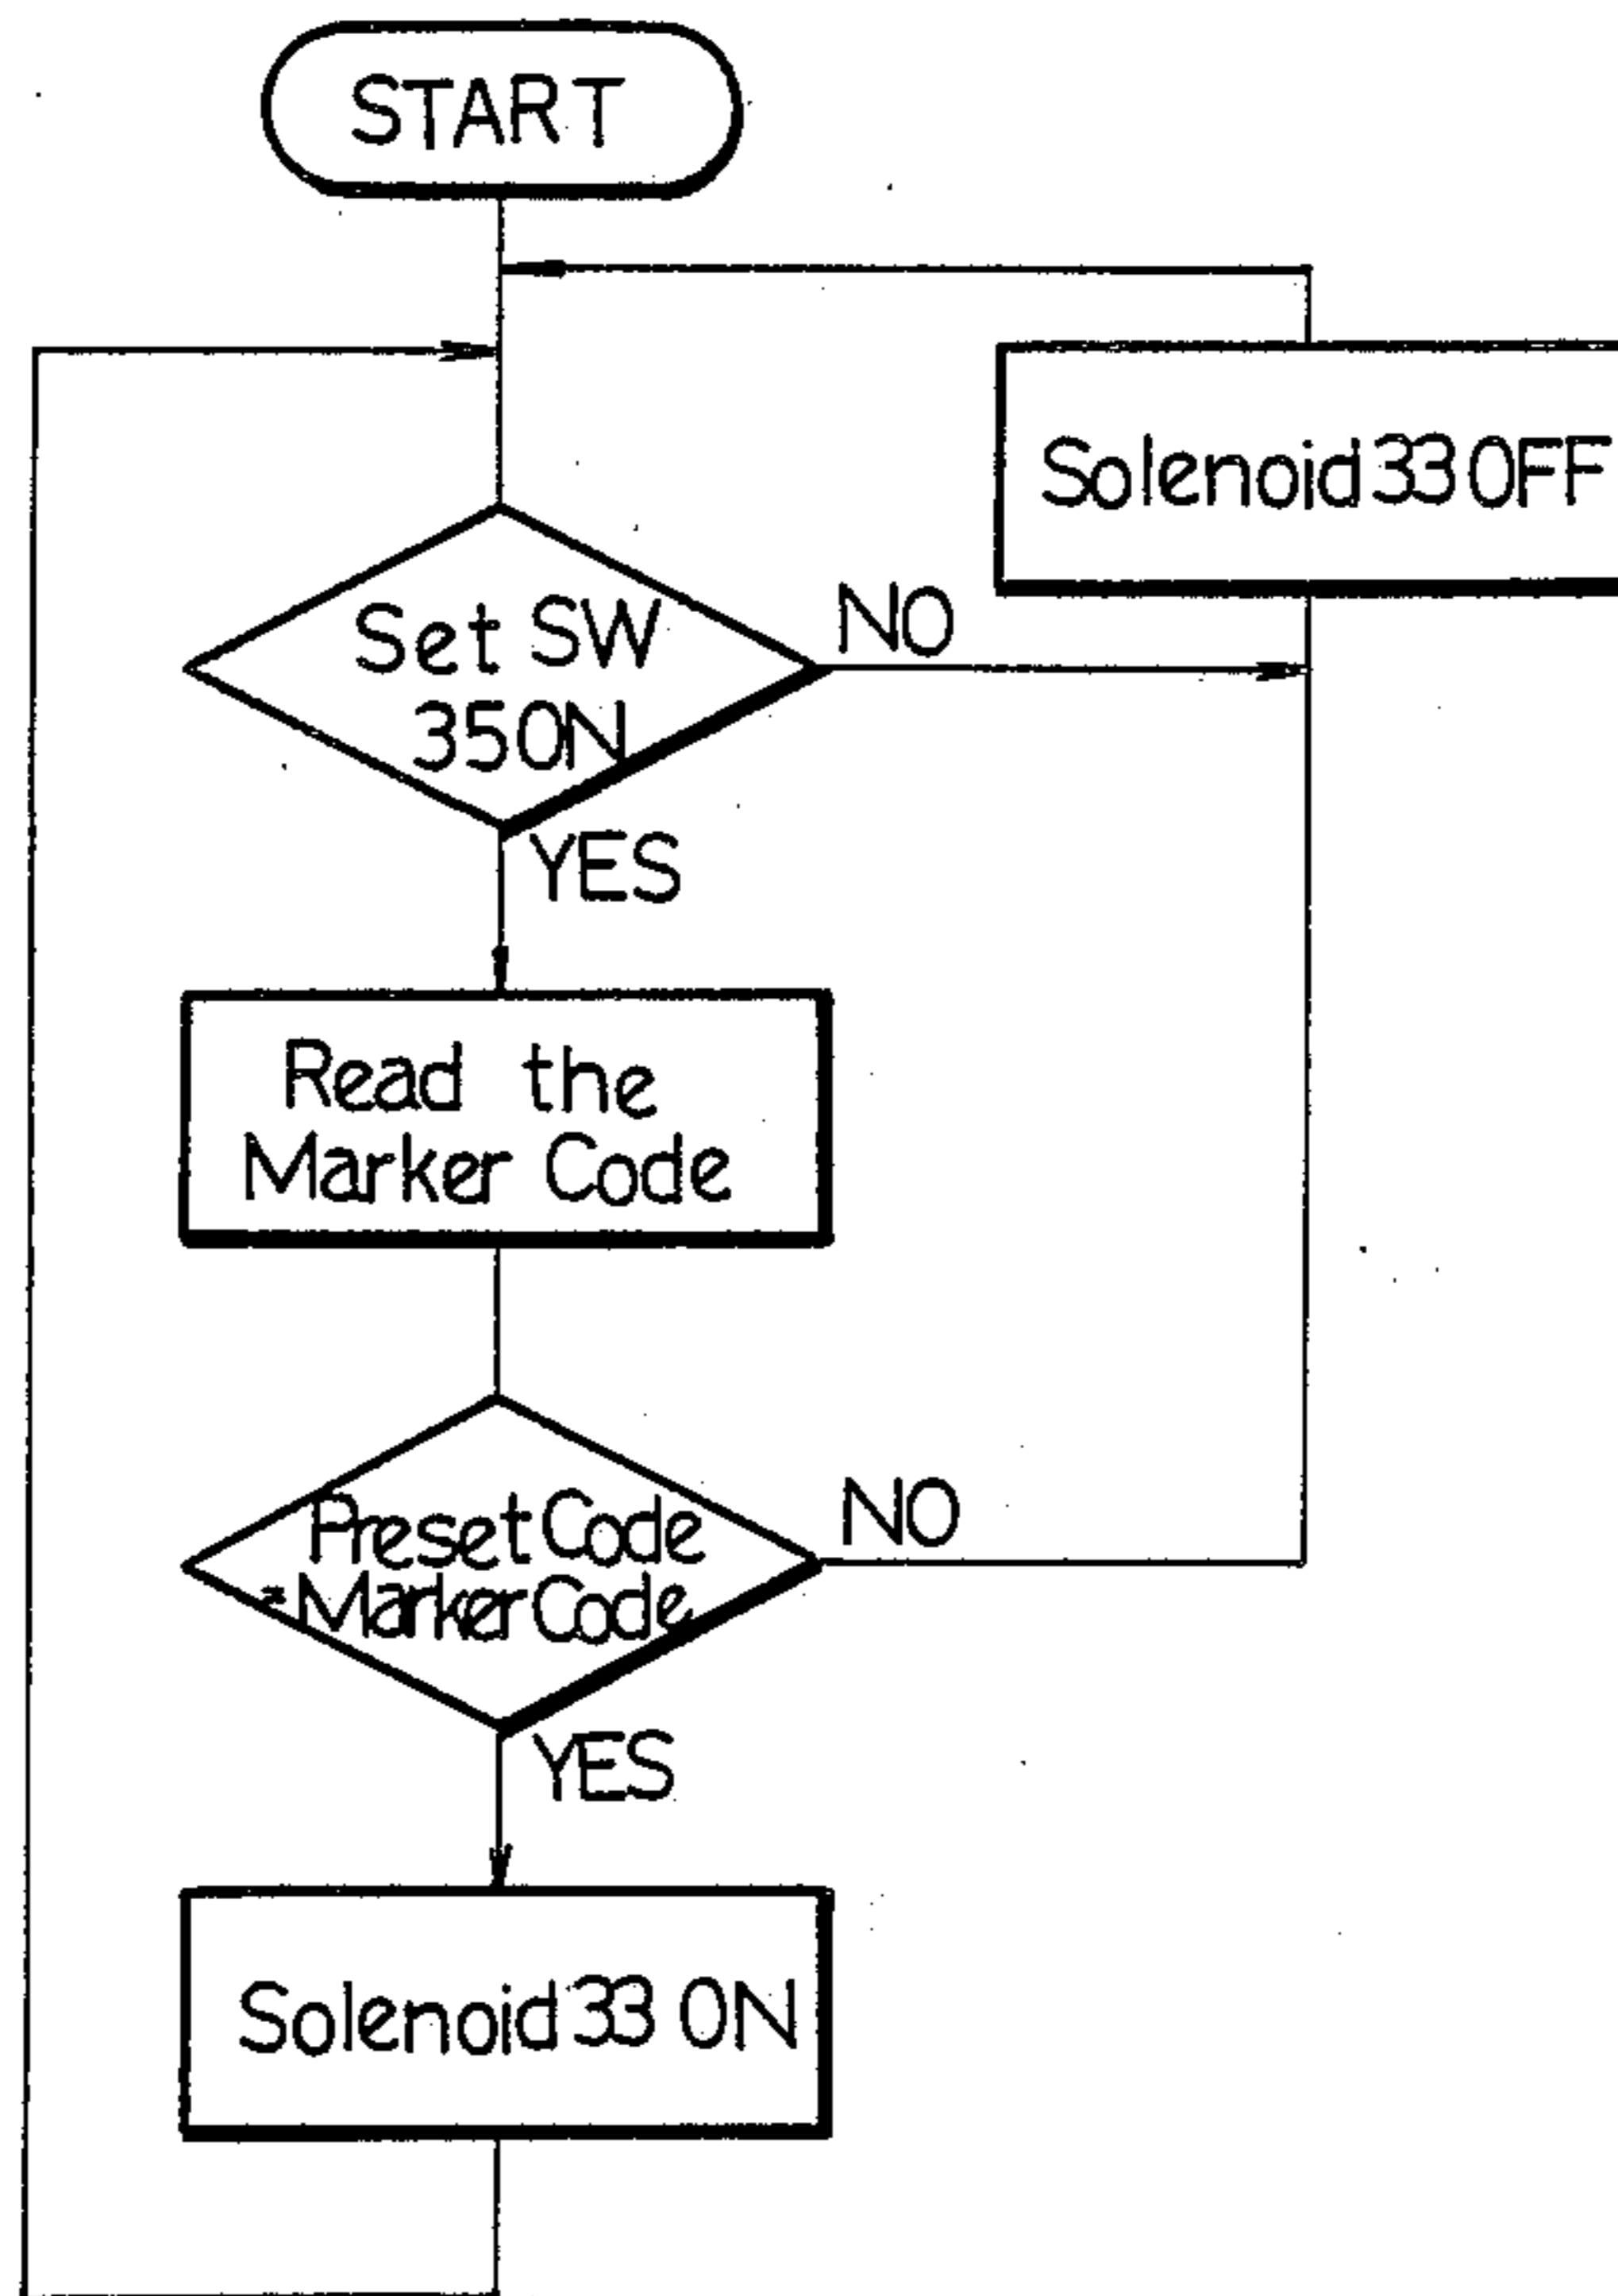 START
Solenoid 33 OFF
Set SW
35 ON
NO
YES
Read the
Marker Code
Preset Code
=Marker Code
NO
YES
Solenoid 33 ON